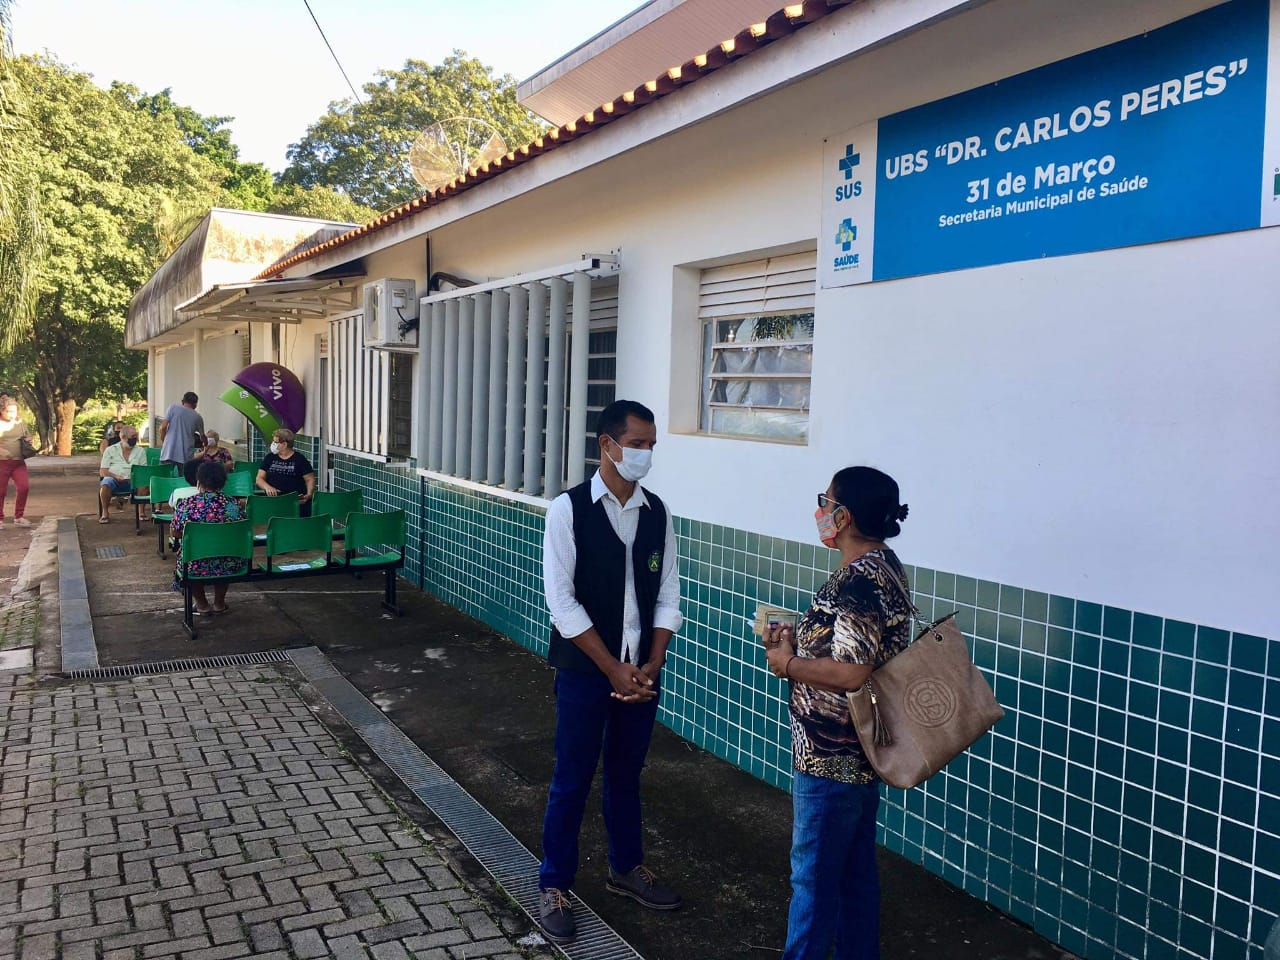 UBS “DR. CARLOS PERES”
31 de Março
Secretaria Municipal de Saúde
SUS
SAÚDE
vivo
vivo